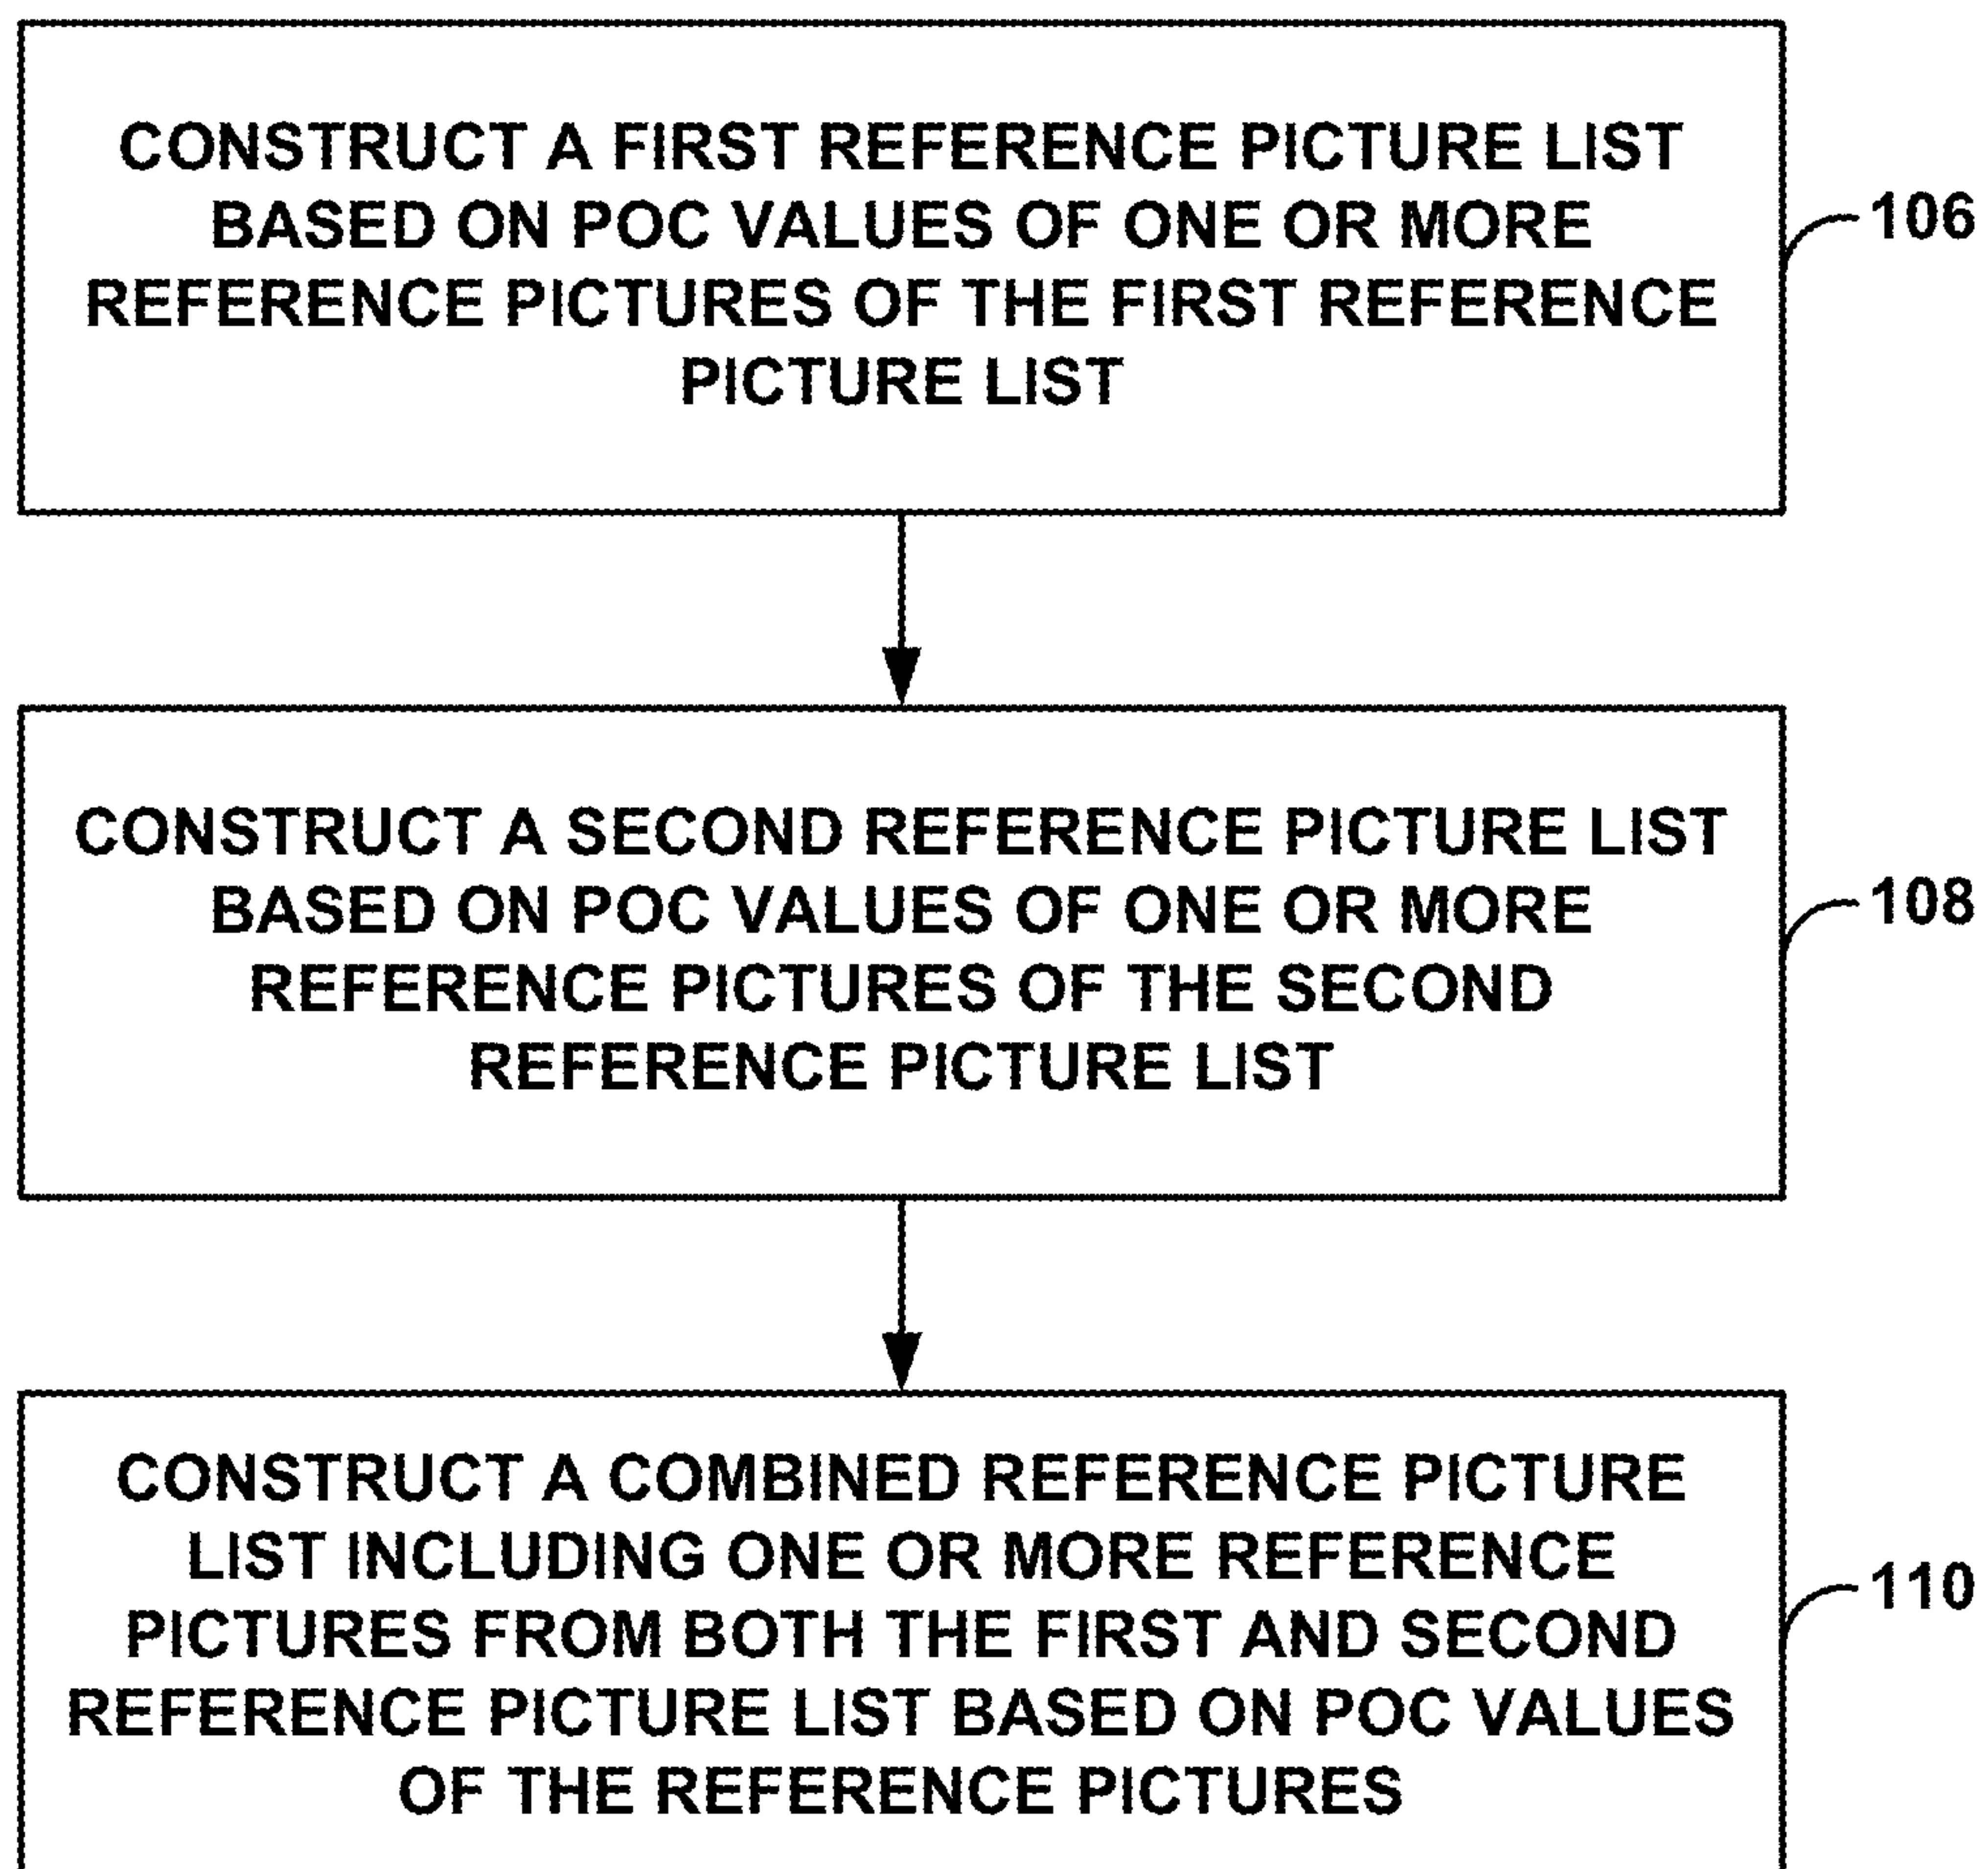 CONSTRUCT A FIRST REFERENCE PICTURE LIST
BASED ON POC VALUES OF ONE OR MORE
REFERENCE PICTURES OF THE FIRST REFERENCE
PICTURE LIST
106
CONSTRUCT A SECOND REFERENCE PICTURE LIST
BASED ON POC VALUES OF ONE OR MORE
REFERENCE PICTURES OF THE SECOND
REFERENCE PICTURE LIST
108
CONSTRUCT A COMBINED REFERENCE PICTURE
LIST INCLUDING ONE OR MORE REFERENCE
PICTURES FROM BOTH THE FIRST AND SECOND
REFERENCE PICTURE LIST BASED ON POC VALUES
OF THE REFERENCE PICTURES
110